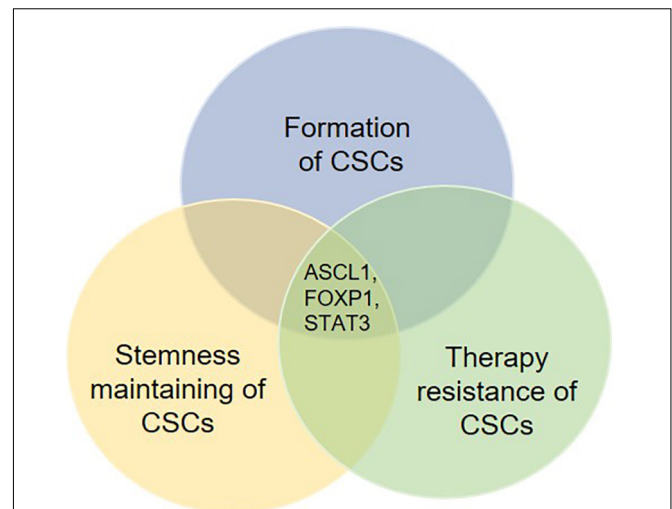 Formation
of CSCs
ASCL1,
FOXP1,
STAT3
Stemness
maintaining of
CSCs
Therapy
resistance of
CSCs